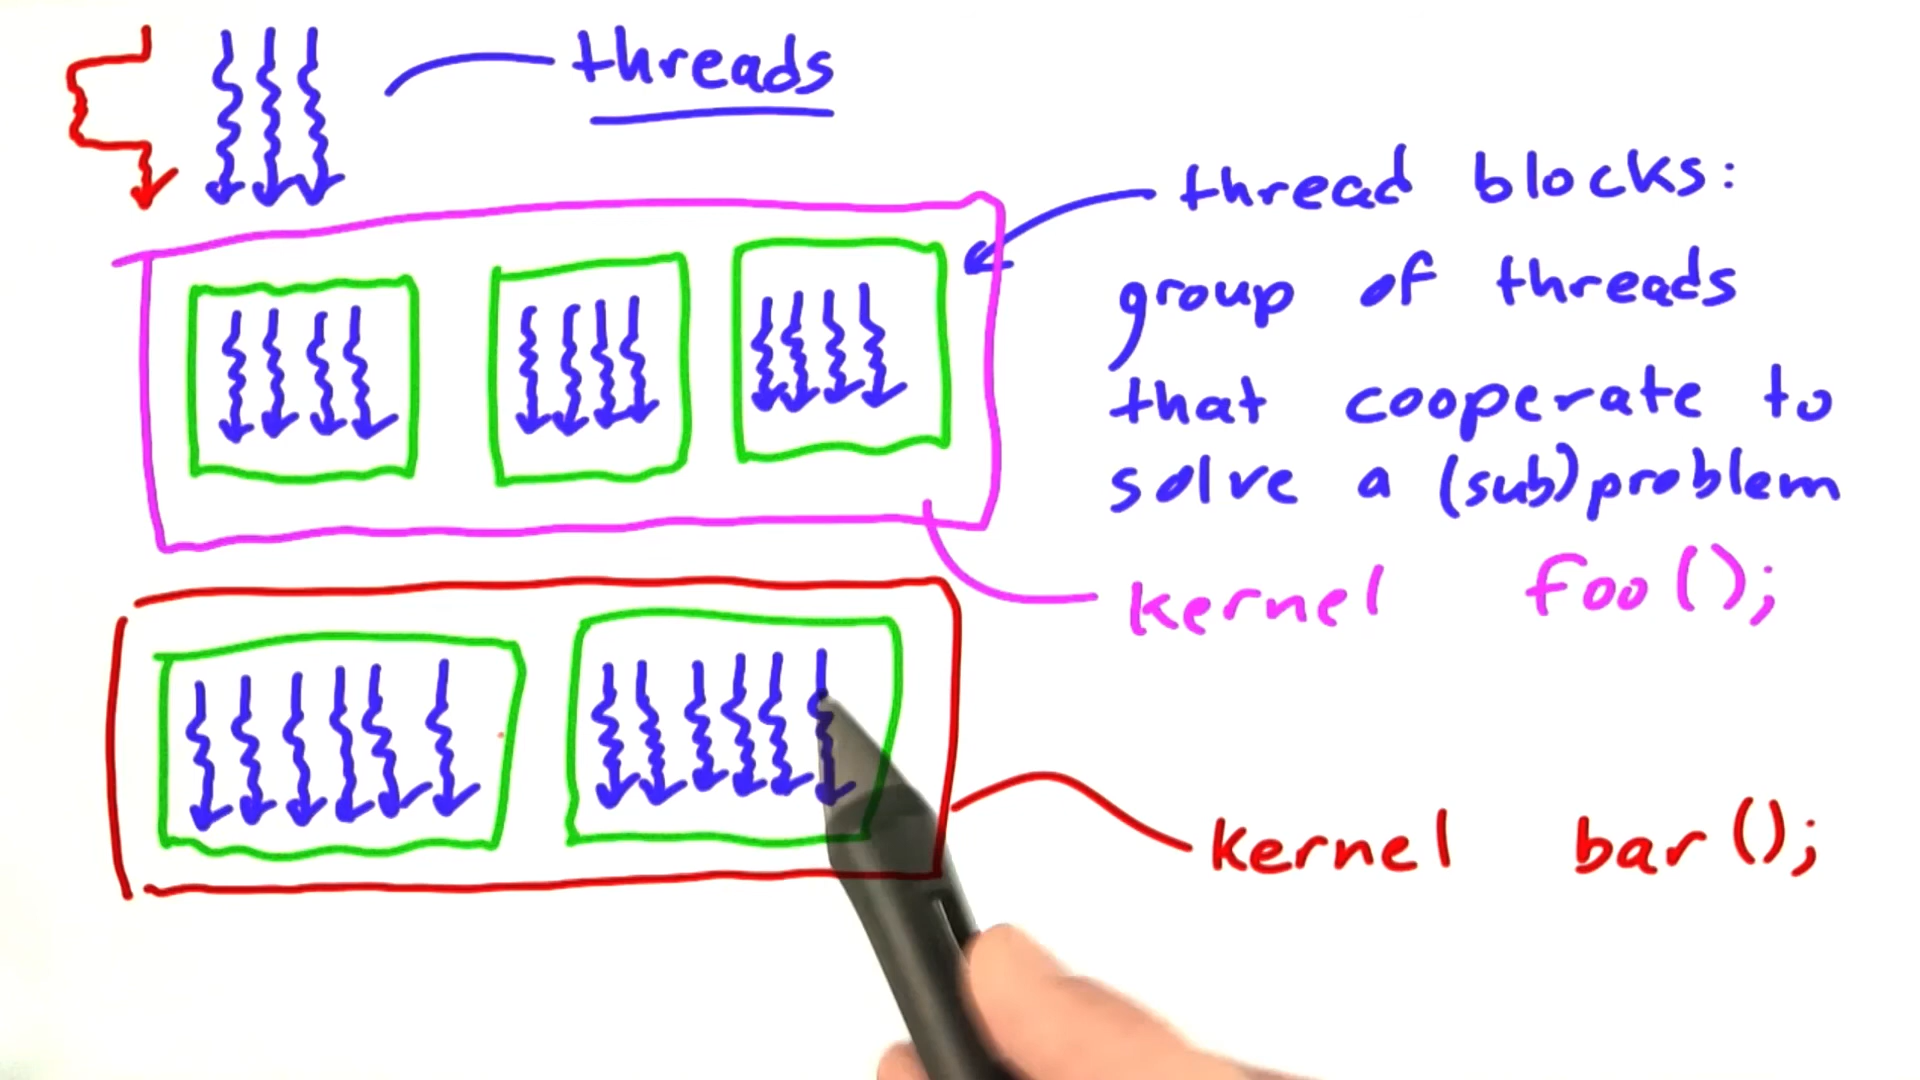 threads
thread blocks:
group of threads
that cooperate to
solve a (sub)problem
kernel foo();
kernel bar();